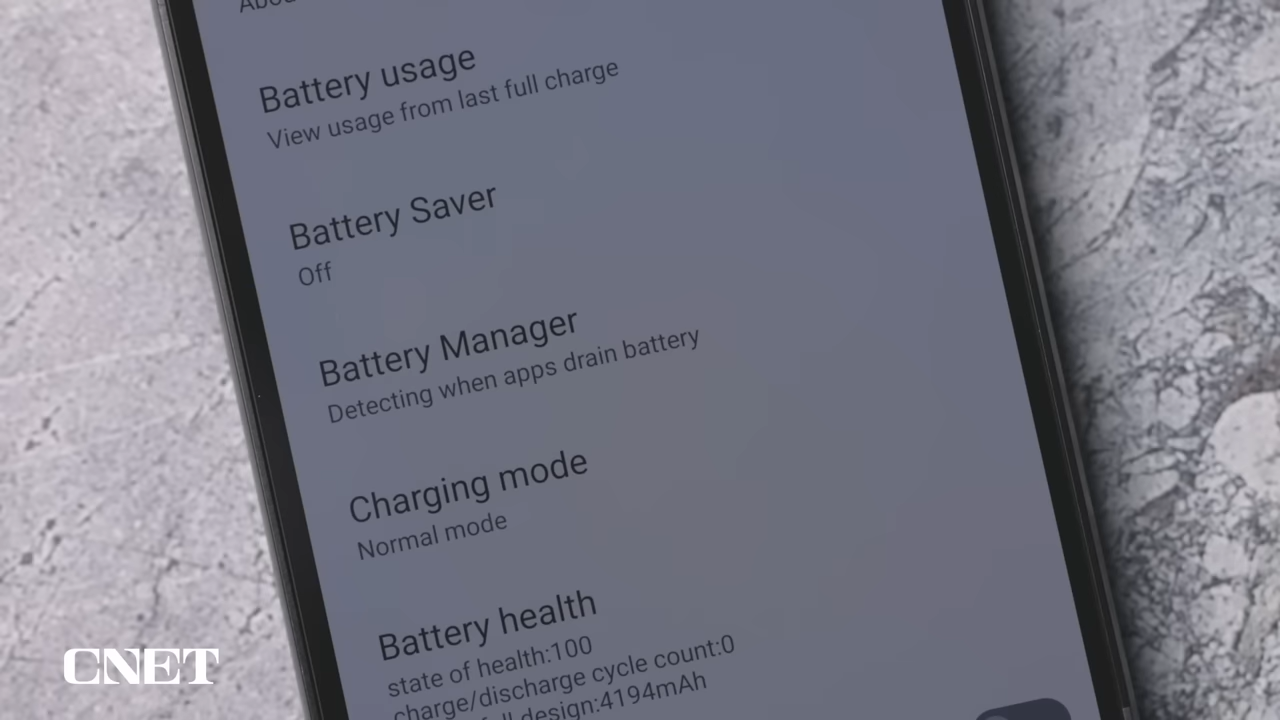 Battery usage
View usage from last full charge
Battery Saver
Off
Battery Manager
Detecting when apps drain battery
Charging mode
Normal mode
Battery health
state of health:100
charge/discharge cycle count:0
design:4194mAh
CNET